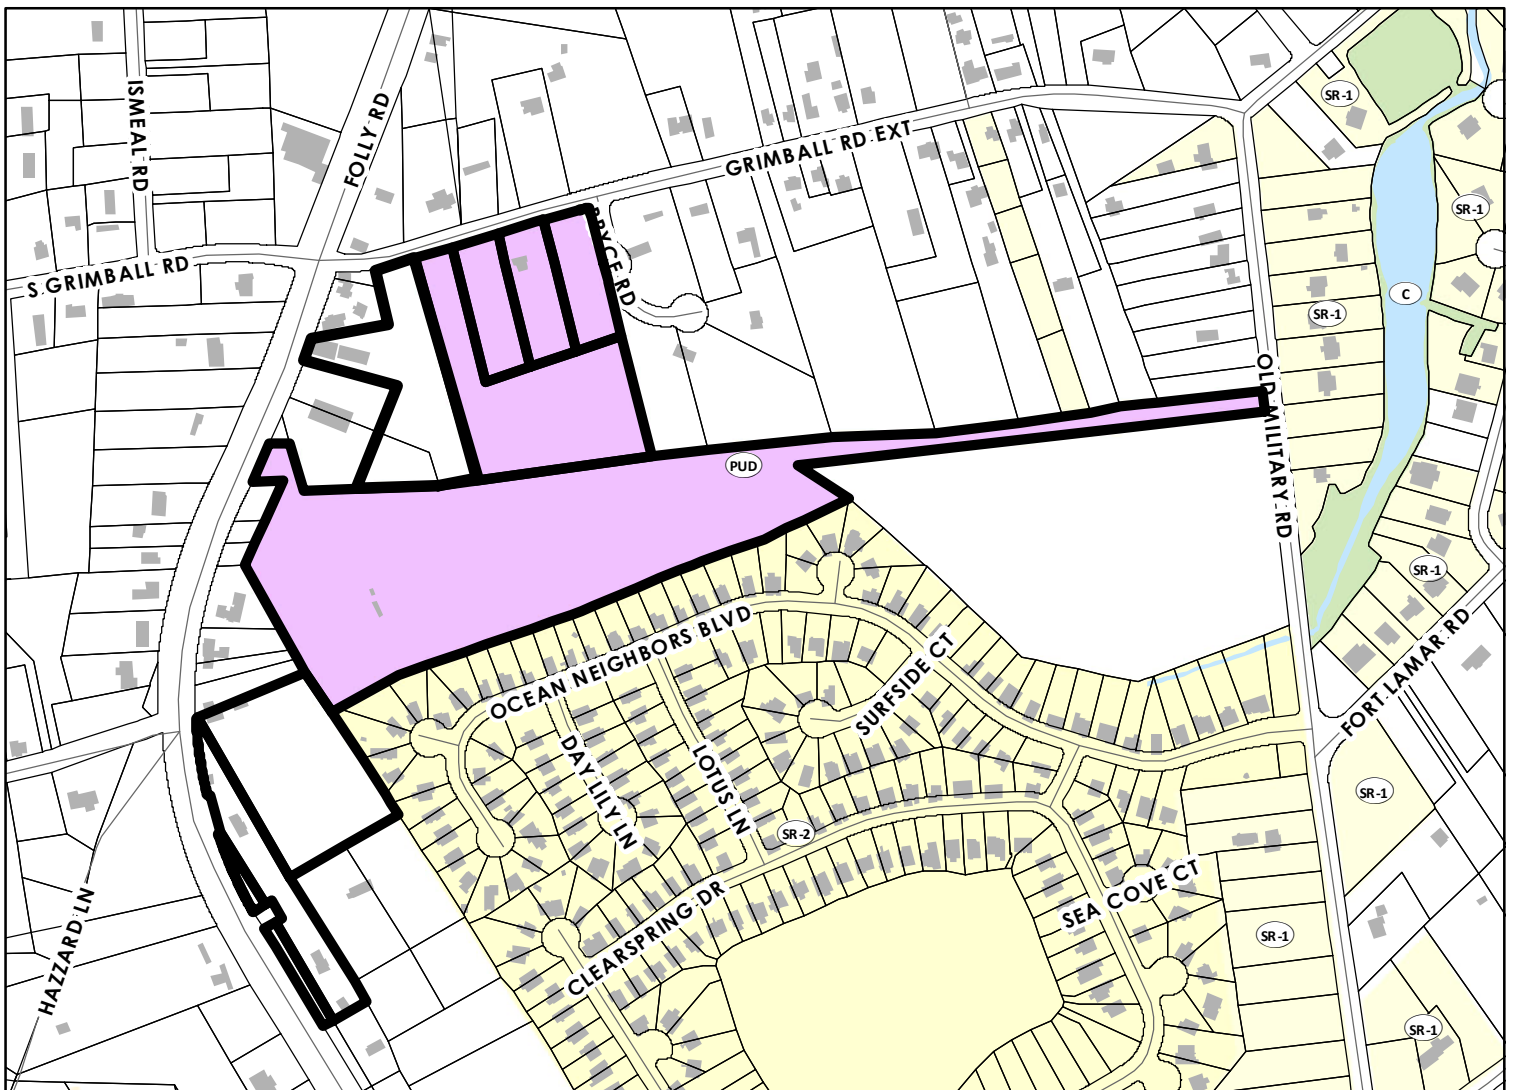 ISMEAL RD
FOLLY RD
GRIMBALL RD EXT
SR-1
SR-1
S GRIMBALL RD
BRYCE RD
C
SR-1
OLD MILITARY RD
PUD
SR-1
OCEAN NEIGHBORS BLVD
SURFSIDE CT
FORT LAMAR RD
DAY LILY LN
LOTUS LN
SR-1
SR-2
CLEARSPRING DR
SEA COVE CT
HAZZARD LN
SR-1
SR-1